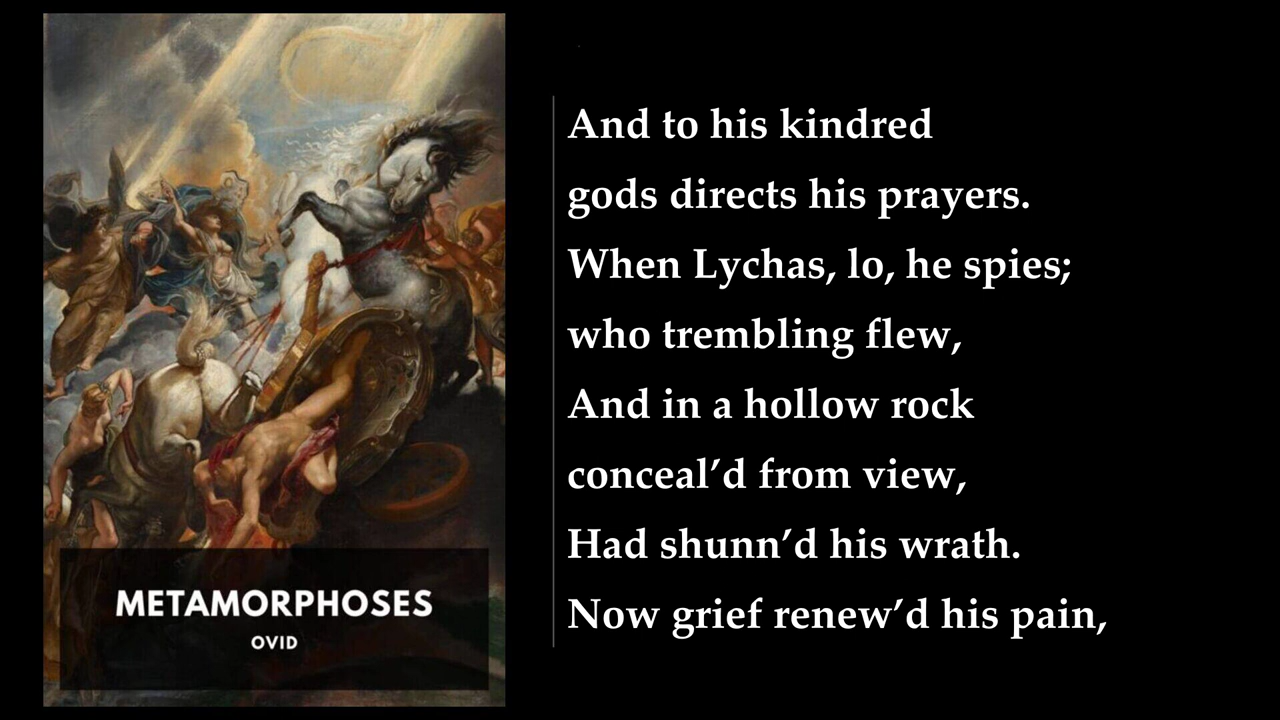 METAMORPHOSES
OVID
And to his kindred
gods directs his prayers.
When Lychas, lo, he spies;
who trembling flew,
And in a hollow rock
conceal’d from view,
Had shunn’d his wrath.
Now grief renew’d his pain,